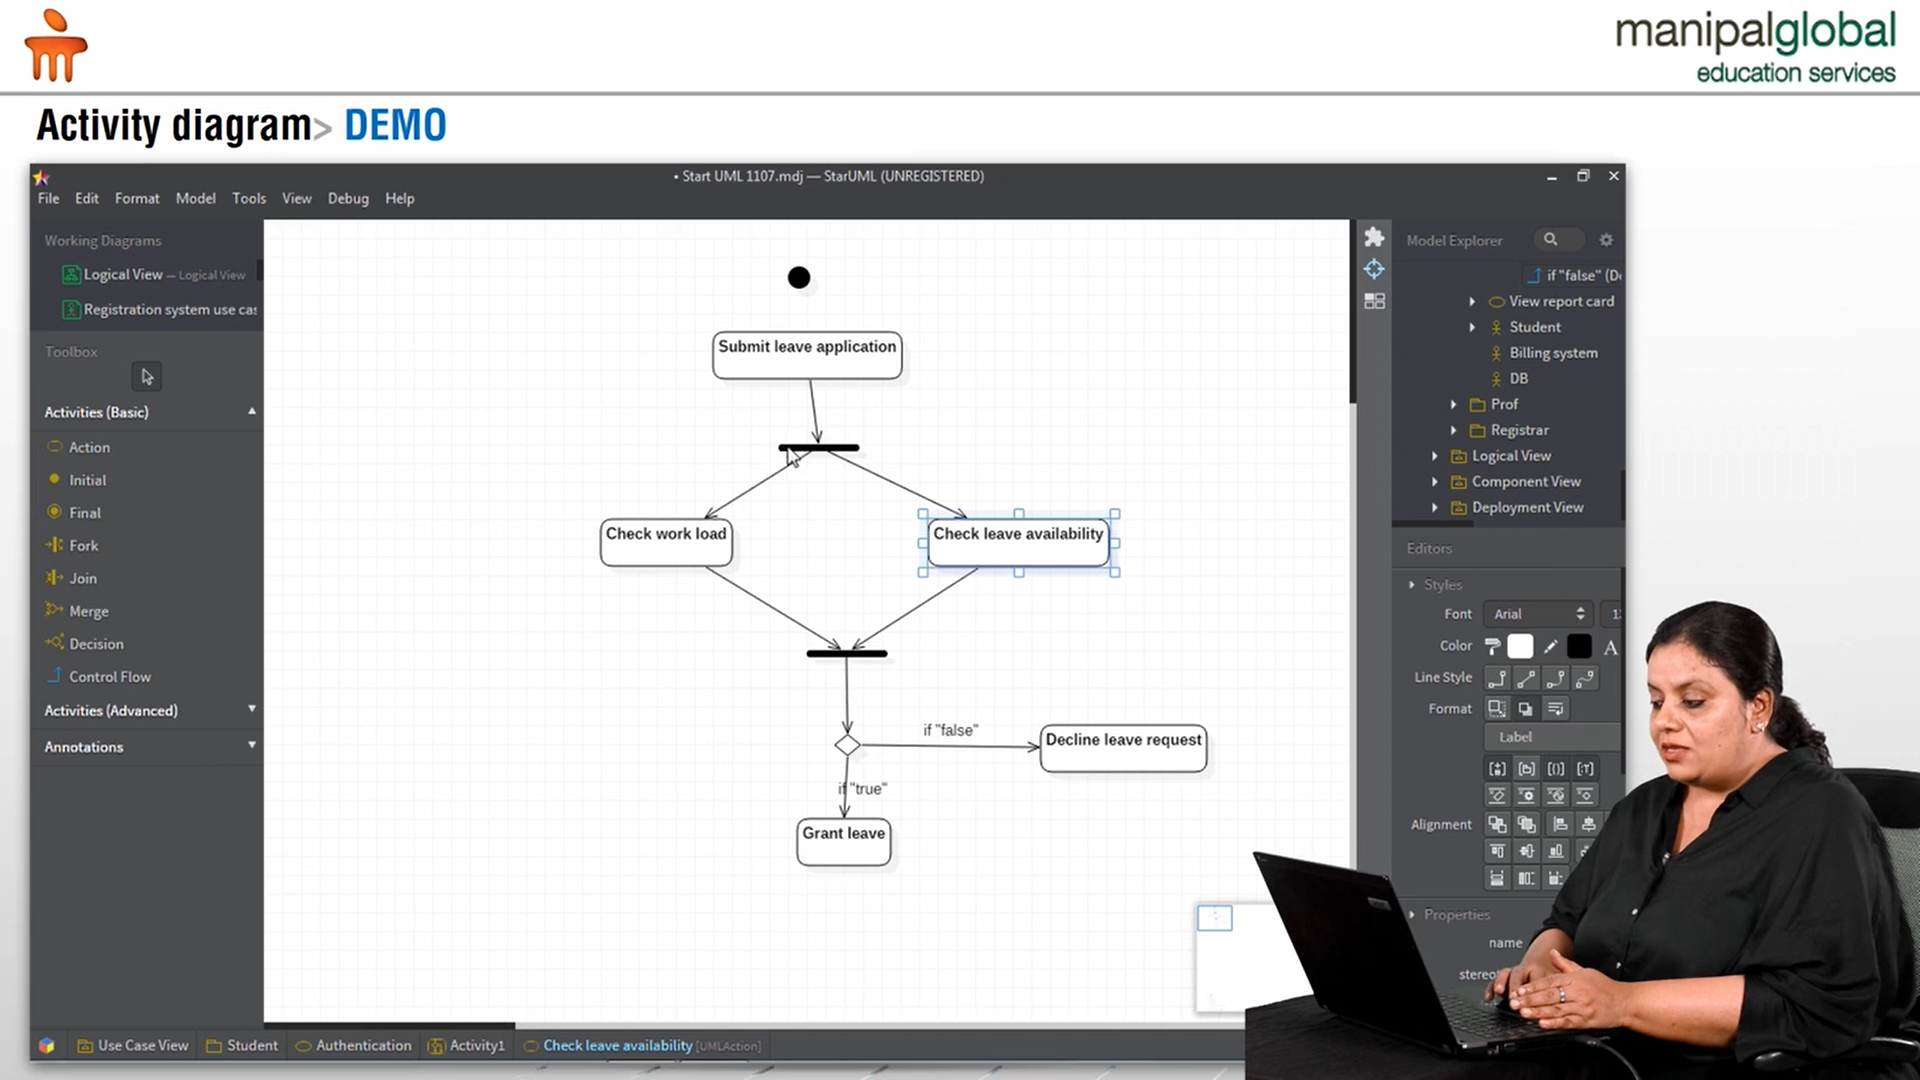 manipalglobal
education services
Activity diagram> DEMO
• Start UML 1107.mdj — StarUML (UNREGISTERED)
File Edit Format Model Tools View Debug Help
Working Diagrams
Logical View — Logical View
Registration system use cas
Toolbox
Activities (Basic)
Action
Initial
Final
Fork
Join
Merge
Decision
Control Flow
Activities (Advanced)
Annotations
Submit leave application
Check work load
Check leave availability
if "false"
Decline leave request
if "true"
Grant leave
Model Explorer
if "false" (D
View report card
Student
Billing system
DB
Prof
Registrar
Logical View
Component View
Deployment View
Editors
Styles
Font Arial
Color
Line Style
Format
Label
Alignment
Properties
name
Use Case View Student Authentication Activity1 Check leave availability [UMLAction]